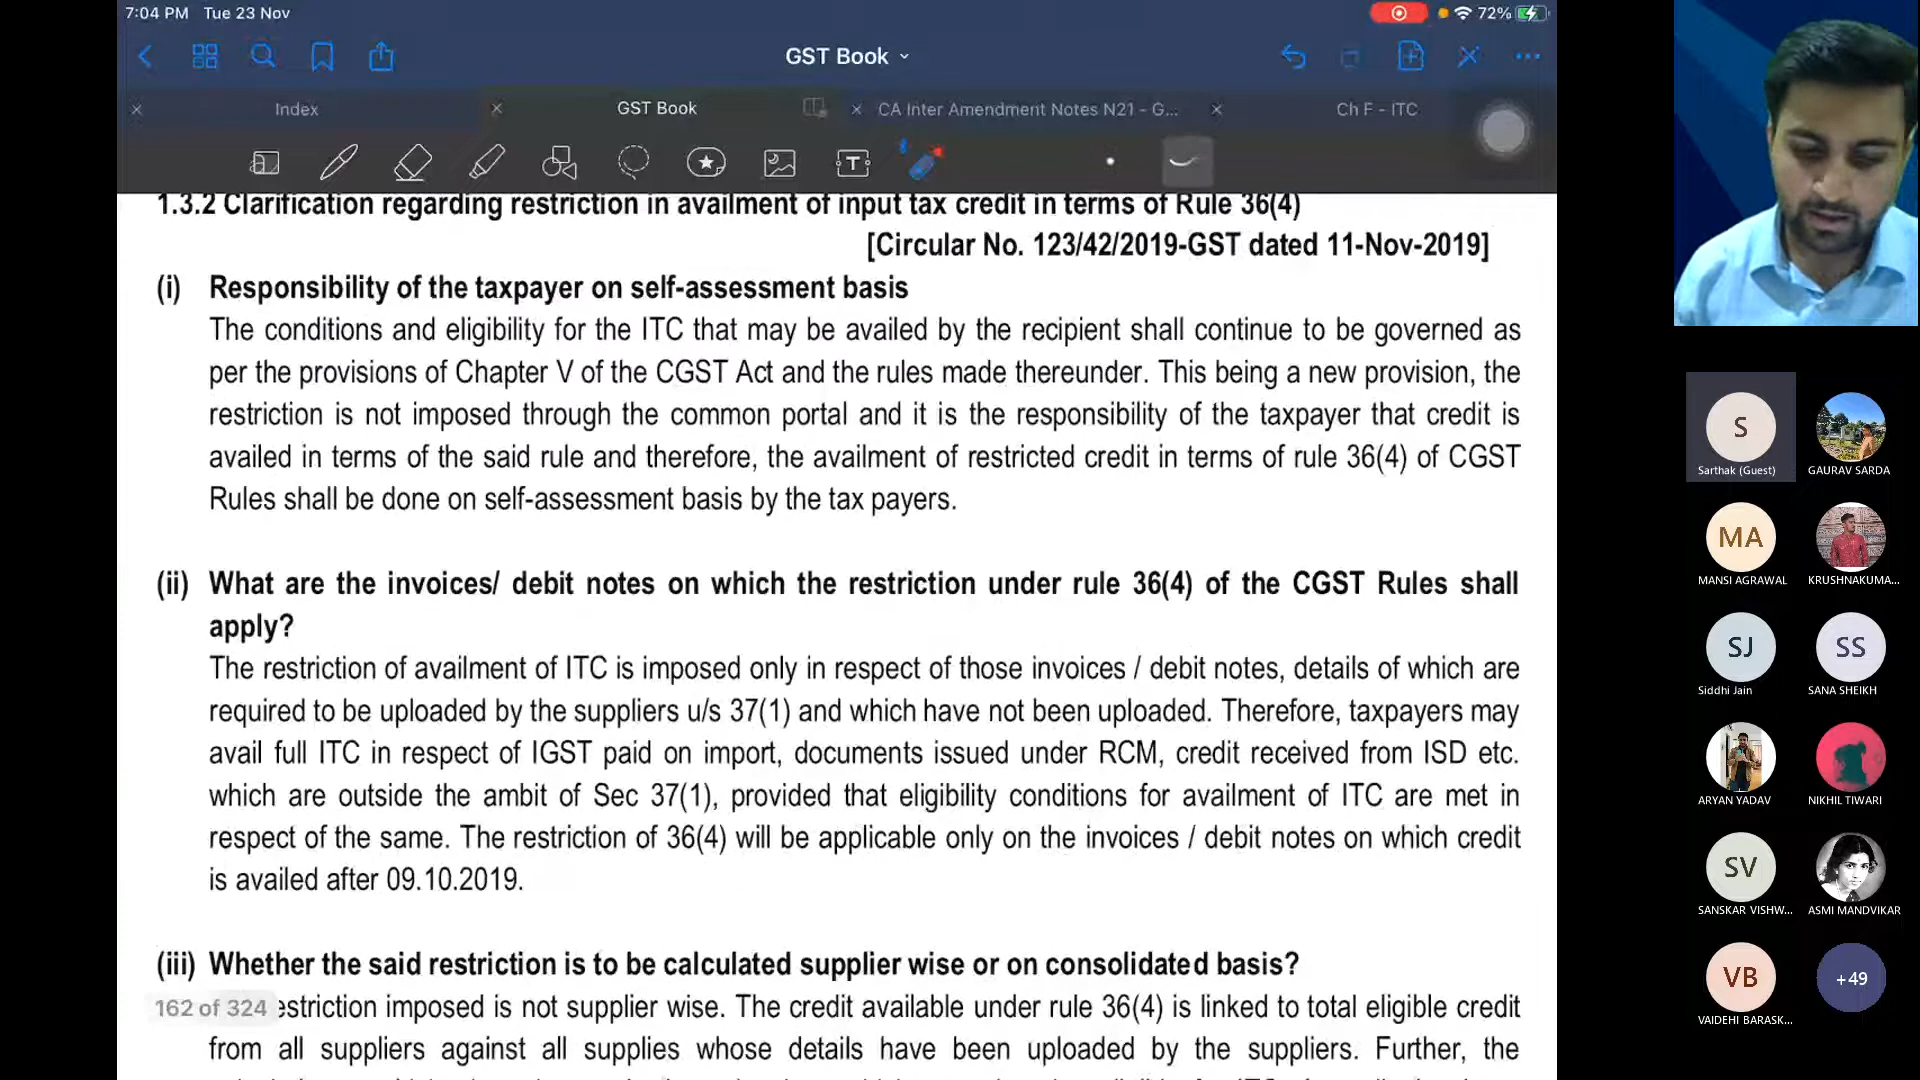 7:04 PM Tue 23 Nov
72%
GST Book
Index
GST Book
CA Inter Amendment Notes N21 - G...
Ch F - ITC
1.3.2 Clarification regarding restriction in availment of input tax credit in terms of Rule 36(4)
[Circular No. 123/42/2019-GST dated 11-Nov-2019]
(i) Responsibility of the taxpayer on self-assessment basis
The conditions and eligibility for the ITC that may be availed by the recipient shall continue to be governed as
per the provisions of Chapter V of the CGST Act and the rules made thereunder. This being a new provision, the
restriction is not imposed through the common portal and it is the responsibility of the taxpayer that credit is
availed in terms of the said rule and therefore, the availment of restricted credit in terms of rule 36(4) of CGST
Rules shall be done on self-assessment basis by the tax payers.
(ii) What are the invoices/ debit notes on which the restriction under rule 36(4) of the CGST Rules shall
apply?
The restriction of availment of ITC is imposed only in respect of those invoices / debit notes, details of which are
required to be uploaded by the suppliers u/s 37(1) and which have not been uploaded. Therefore, taxpayers may
avail full ITC in respect of IGST paid on import, documents issued under RCM, credit received from ISD etc.
which are outside the ambit of Sec 37(1), provided that eligibility conditions for availment of ITC are met in
respect of the same. The restriction of 36(4) will be applicable only on the invoices / debit notes on which credit
is availed after 09.10.2019.
(iii) Whether the said restriction is to be calculated supplier wise or on consolidated basis?
162 of 324
estriction imposed is not supplier wise. The credit available under rule 36(4) is linked to total eligible credit
from all suppliers against all supplies whose details have been uploaded by the suppliers. Further, the
S
Sarthak (Guest)
GAURAV SARDA
MA
MANSI AGRAWAL
KRUSHNAKUMA...
SJ
Siddhi Jain
SS
SANA SHEIKH
ARYAN YADAV
NIKHIL TIWARI
SV
SANSKAR VISHW...
ASMI MANDVIKAR
VB
VAIDEHI BARASK...
+49